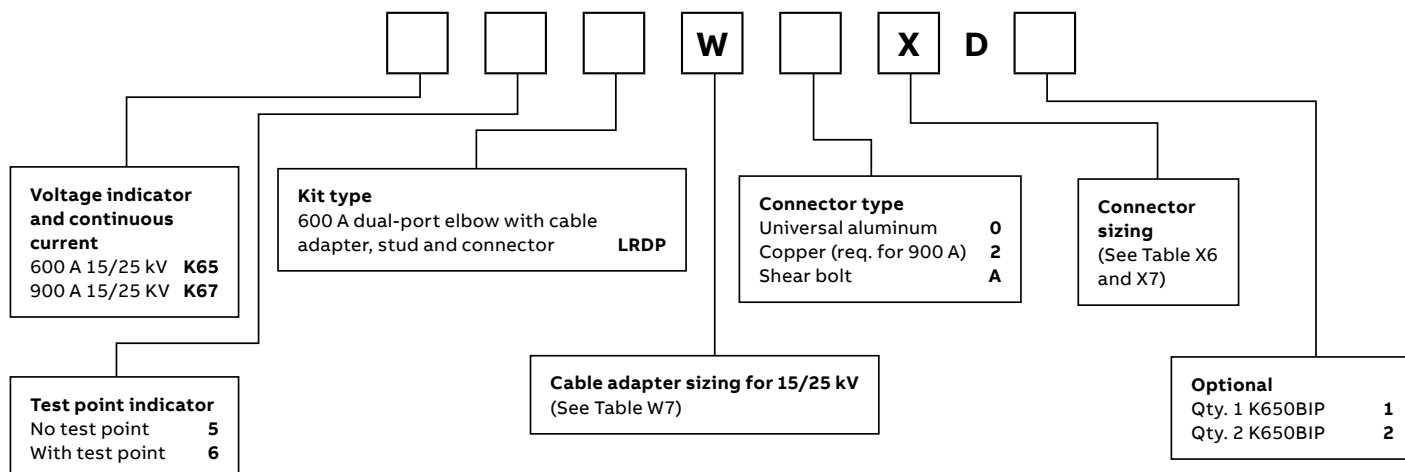 W X D
Voltage indicator
and continuous
current
600 A 15/25 kV K65
900 A 15/25 KV K67
Kit type
600 A dual-port elbow with cable
adapter, stud and connector LRDP
Connector type
Universal aluminum 0
Copper (req. for 900 A) 2
Shear bolt A
Connector
sizing
(See Table X6
and X7)
Test point indicator
No test point 5
With test point 6
Cable adapter sizing for 15/25 kV
(See Table W7)
Optional
Qty. 1 K650BIP 1
Qty. 2 K650BIP 2